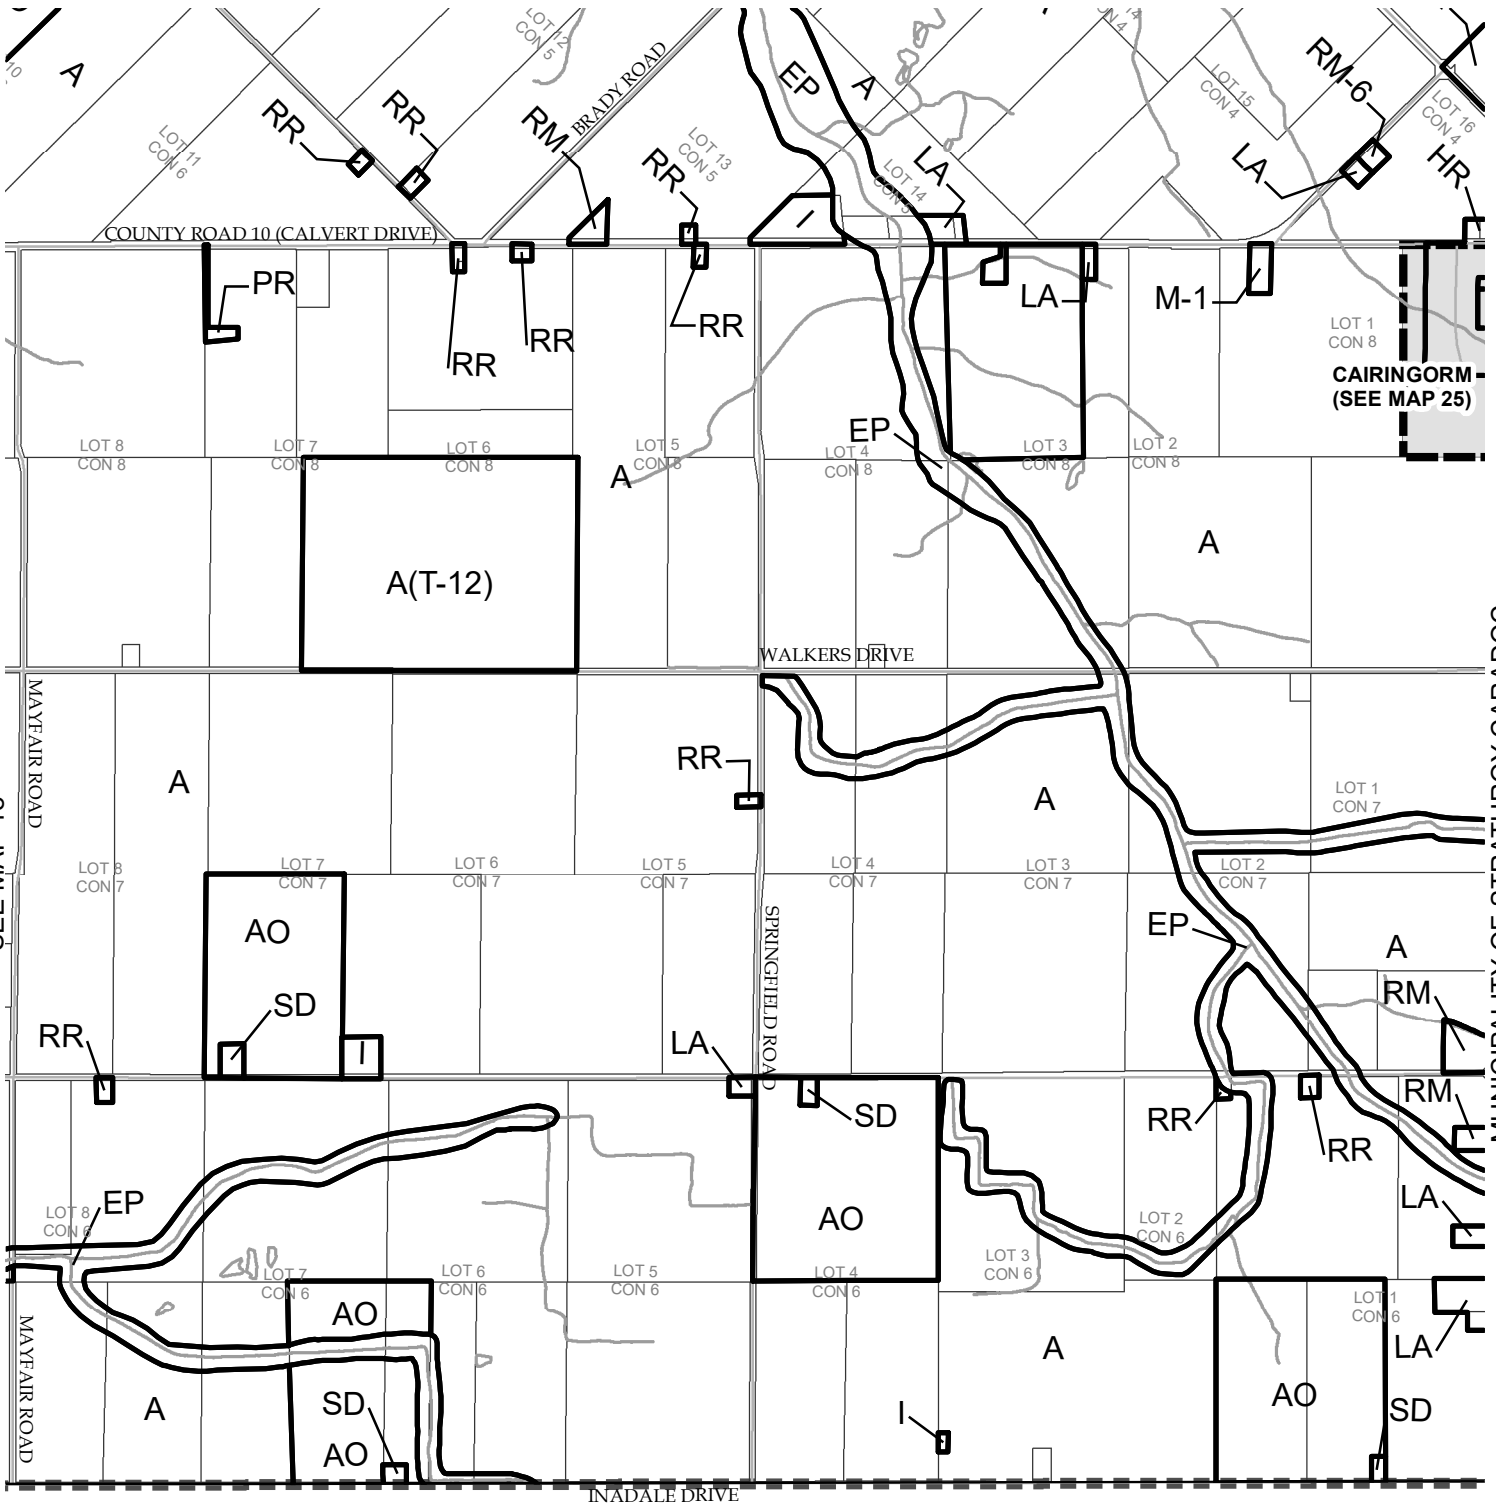 A
LOT 12
CON 5
EP
A
LOT 15
CON 4
RM-6
LOT 16
CON 4
RR
RR
BRADY ROAD
RM
LOT 11
CON 6
LOT 13
CON 5
RR
LA
LOT 14
CON 5
LA
HR
I
COUNTY ROAD 10 (CALVERT DRIVE)
PR
RR
RR
RR
LA
M-1
LOT 1
CON 8
CAIRINGORM
(SEE MAP 25)
EP
LOT 8
CON 8
LOT 7
CON 8
LOT 6
CON 8
LOT 5
CON 8
LOT 4
CON 8
LOT 3
CON 8
LOT 2
CON 8
A
A
A(T-12)
WALKERS DRIVE
MAYFAIR ROAD
A
RR
A
LOT 1
CON 7
LOT 8
CON 7
LOT 7
CON 7
LOT 6
CON 7
LOT 5
CON 7
LOT 4
CON 7
LOT 3
CON 7
LOT 2
CON 7
AO
EP
A
SPRINGFIELD ROAD
SD
RM
RR
I
LA
SD
RR
RR
RM
EP
LOT 8
CON 6
AO
LOT 2
CON 6
LA
LOT 7
CON 6
LOT 6
CON 6
LOT 5
CON 6
LOT 4
CON 6
LOT 3
CON 6
LOT 1
CON 6
AO
MAYFAIR ROAD
A
LA
A
SD
AO
I
AO
SD
INADALE DRIVE